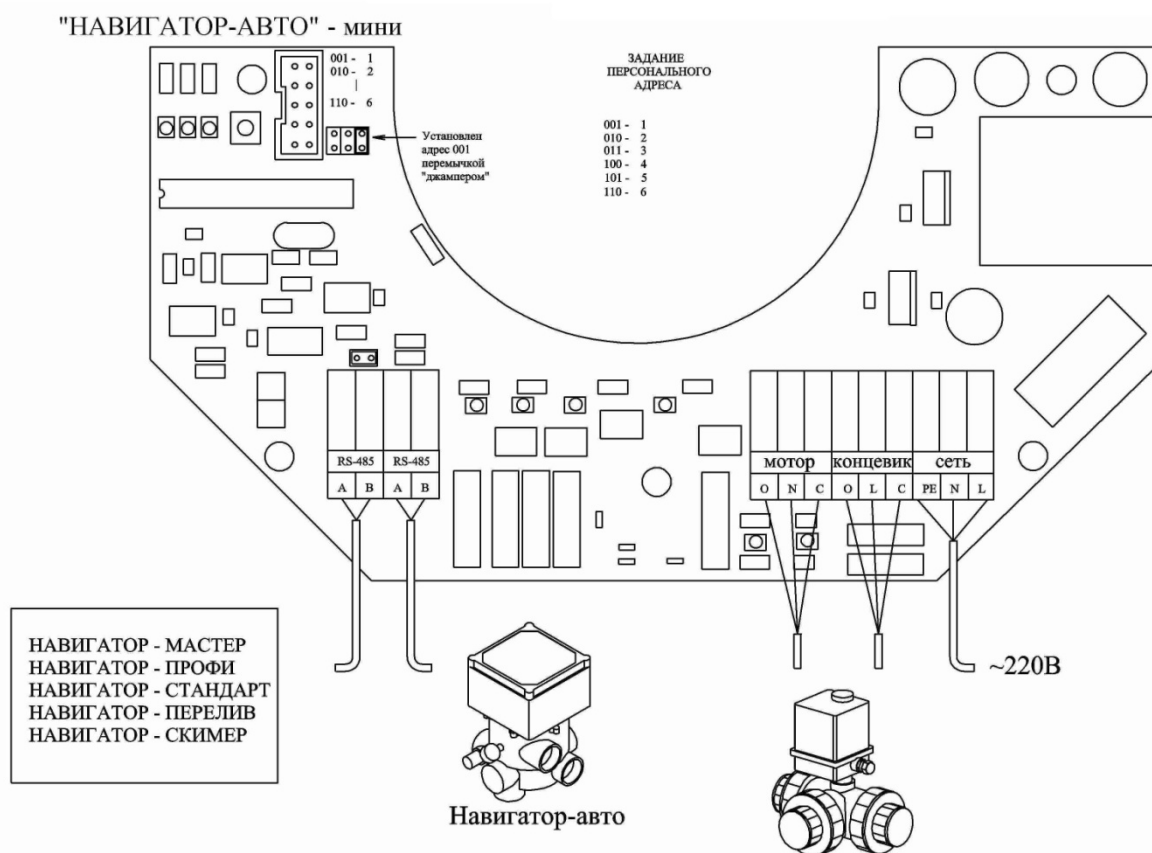 "НАВИГАТОР-АВТО" - мини
001 - 1
010 - 2
|
110 - 6
Установлен
адрес 001
перемычкой
"джампером"
ЗАДАНИЕ
ПЕРСОНАЛЬНОГО
АДРЕСА
001 - 1
010 - 2
011 - 3
100 - 4
101 - 5
110 - 6
RS-485 RS-485
A B A B
мотор концевик сеть
O N C O L C PE N L
НАВИГАТОР - МАСТЕР
НАВИГАТОР - ПРОФИ
НАВИГАТОР - СТАНДАРТ
НАВИГАТОР - ПЕРЕЛИВ
НАВИГАТОР - СКИМЕР
~220В
Навигатор-авто